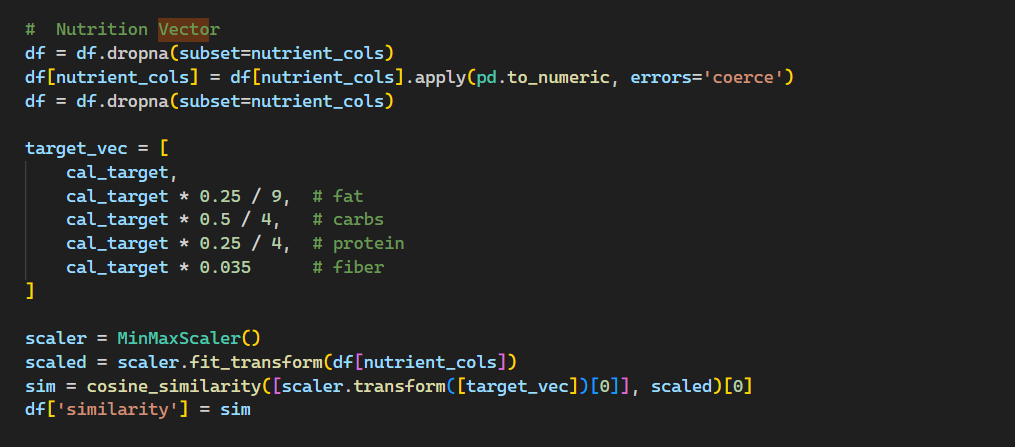 #  Nutrition Vector
df = df.dropna(subset=nutrient_cols)
df[nutrient_cols] = df[nutrient_cols].apply(pd.to_numeric, errors='coerce')
df = df.dropna(subset=nutrient_cols)

target_vec = [
    cal_target,
    cal_target * 0.25 / 9,  # fat
    cal_target * 0.5 / 4,   # carbs
    cal_target * 0.25 / 4,  # protein
    cal_target * 0.035      # fiber
]

scaler = MinMaxScaler()
scaled = scaler.fit_transform(df[nutrient_cols])
sim = cosine_similarity([scaler.transform([target_vec])[0]], scaled)[0]
df['similarity'] = sim